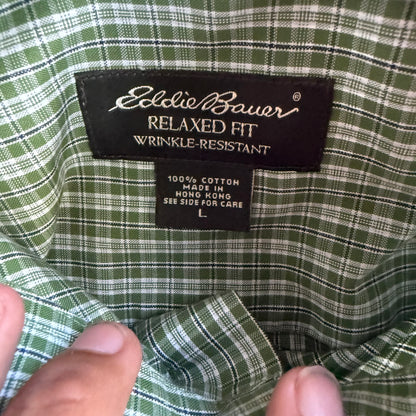 Eddie Bauer®
RELAXED FIT
WRINKLE-RESISTANT
100% COTTON
MADE IN
HONG KONG
SEE SIDE FOR CARE
L